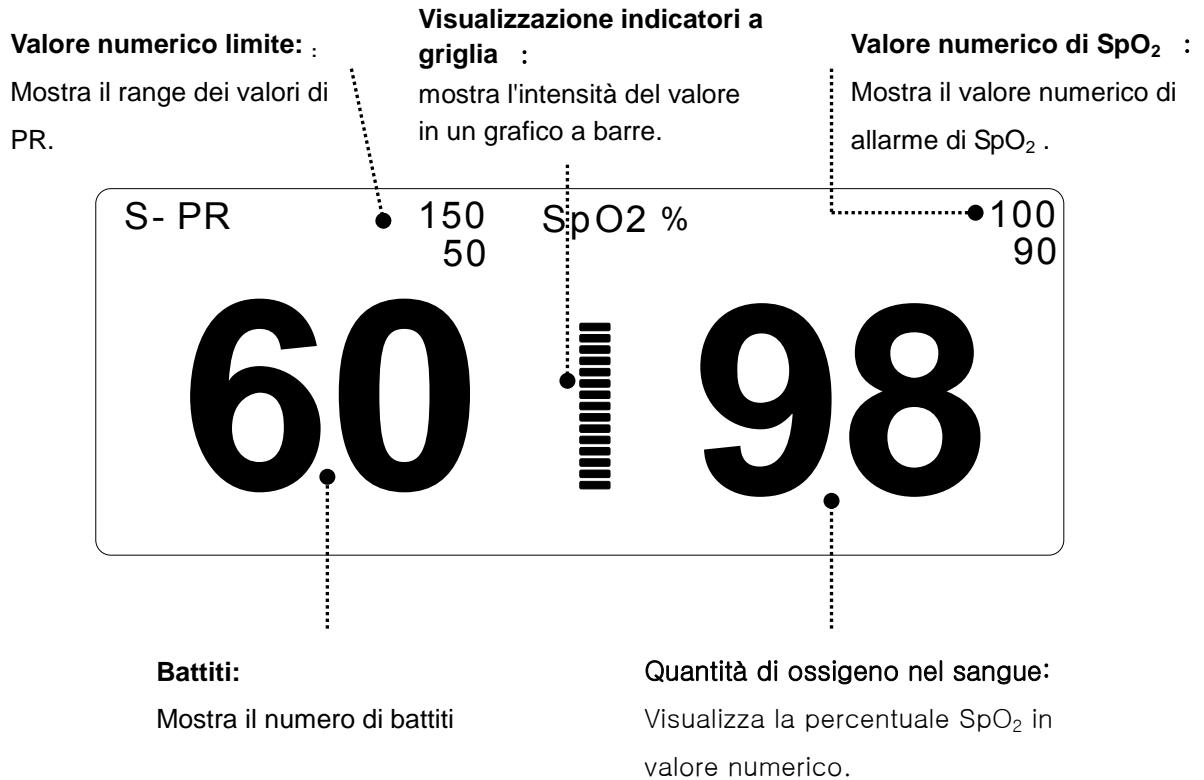 Valore numerico limite: :
Mostra il range dei valori di
PR.
Visualizzazione indicatori a
griglia :
mostra l'intensità del valore
in un grafico a barre.
Valore numerico di SpO₂ :
Mostra il valore numerico di
allarme di SpO₂ .
S- PR
150
50
SpO2 %
100
90
60
98
Battiti:
Mostra il numero di battiti
Quantità di ossigeno nel sangue:
Visualizza la percentuale SpO₂ in
valore numerico.